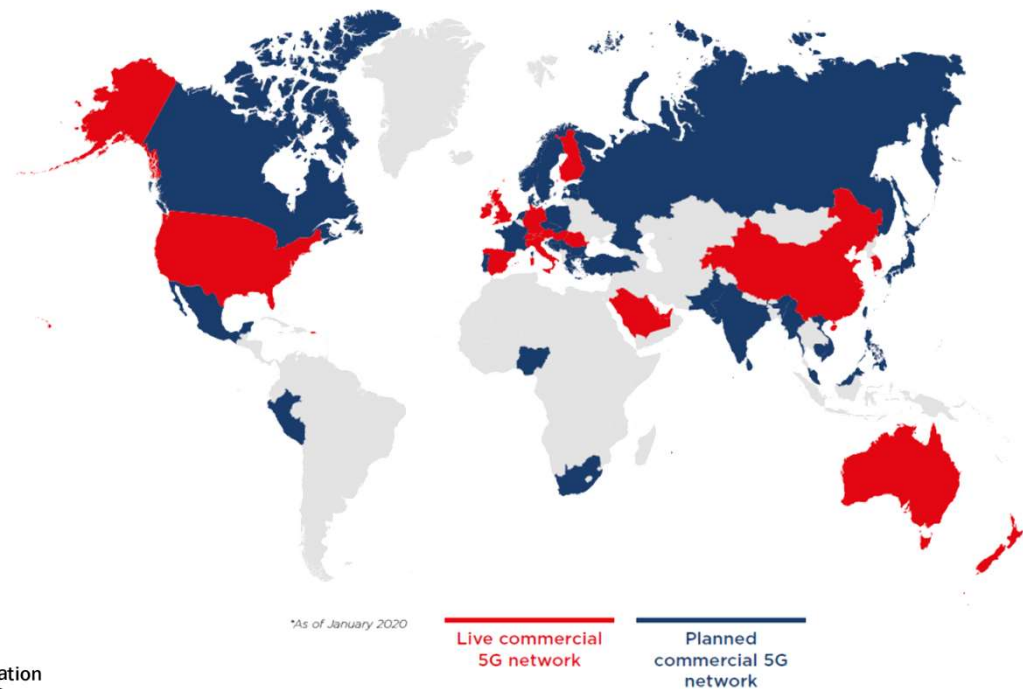 *As of January 2020
Live commercial
5G network
Planned
commercial 5G
network
ation